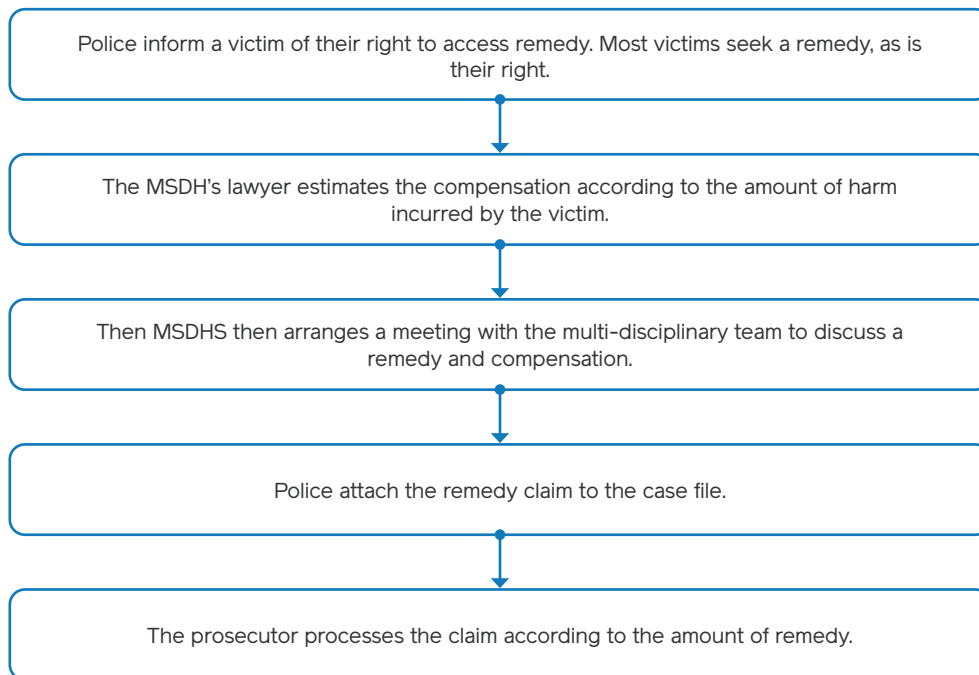 Police inform a victim of their right to access remedy. Most victims seek a remedy, as is
their right.
The MSDH's lawyer estimates the compensation according to the amount of harm
incurred by the victim.
Then MSDHS then arranges a meeting with the multi-disciplinary team to discuss a
remedy and compensation.
Police attach the remedy claim to the case file.
The prosecutor processes the claim according to the amount of remedy.